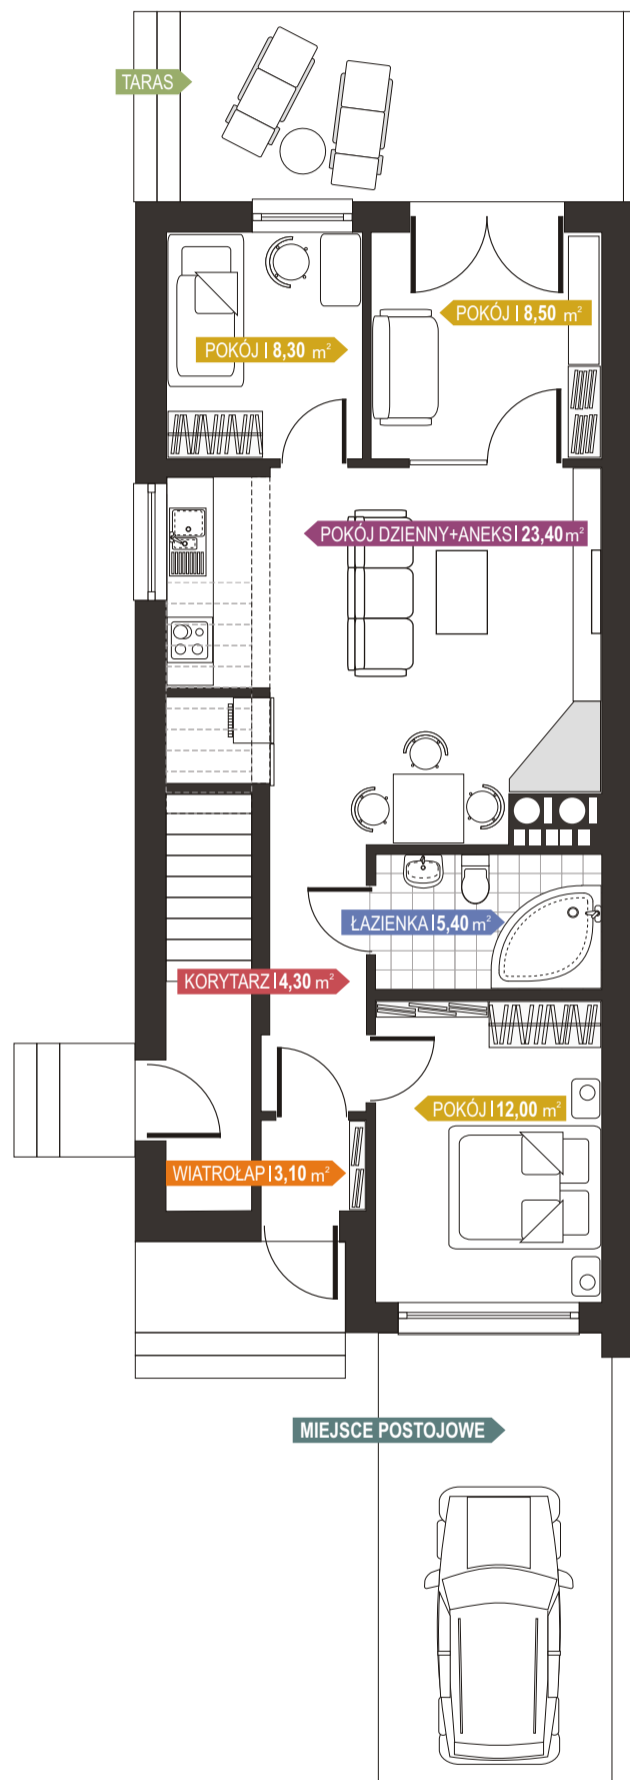 TARAS
POKÓJ | 8,50 m²
POKÓJ | 8,30 m²
POKÓJ DZIENNY+ANEKS | 23,40 m²
ŁAZIENKA | 5,40 m²
KORYTARZ | 4,30 m²
POKÓJ | 12,00 m²
WIATROŁAP | 3,10 m²
MIEJSCE POSTOJOWE